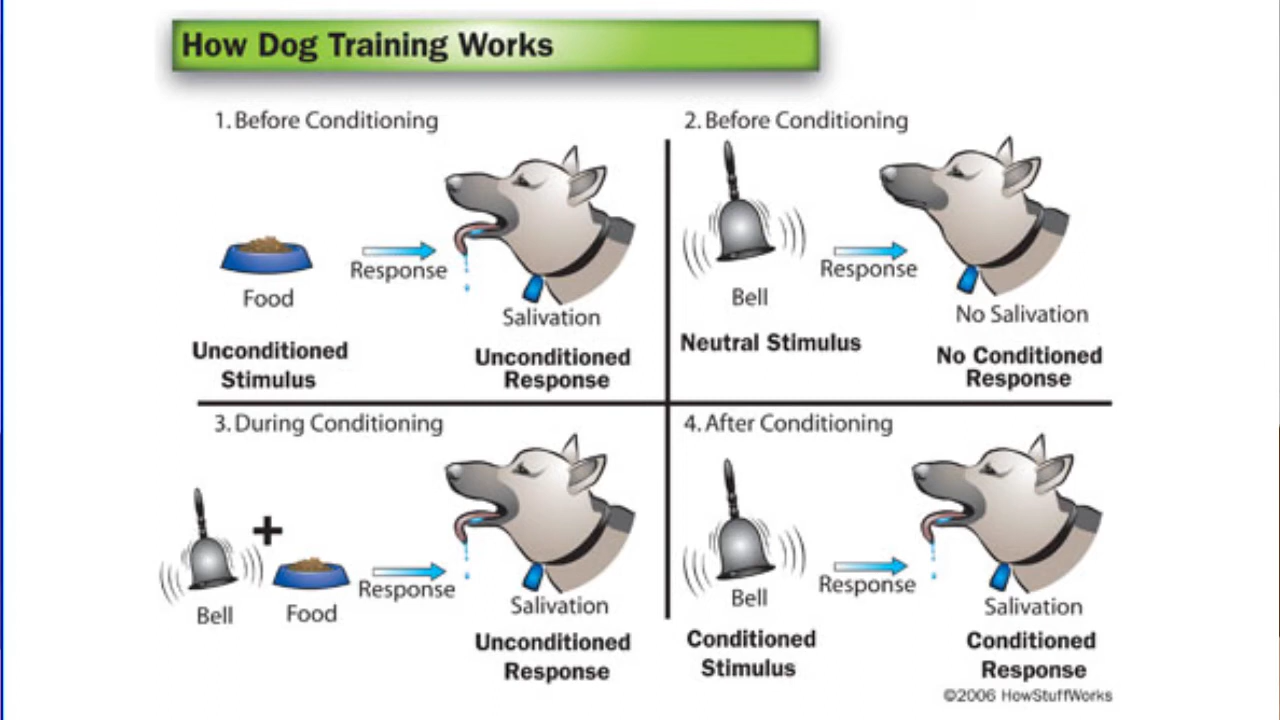 How Dog Training Works
1. Before Conditioning
Food
Response
Salivation
Unconditioned
Stimulus
Unconditioned
Response
2. Before Conditioning
Bell
Response
No Salivation
Neutral Stimulus
No Conditioned
Response
3. During Conditioning
+
Bell
Food
Response
Salivation
Unconditioned
Response
4. After Conditioning
Bell
Response
Salivation
Conditioned
Stimulus
Conditioned
Response
©2006 HowStuffWorks